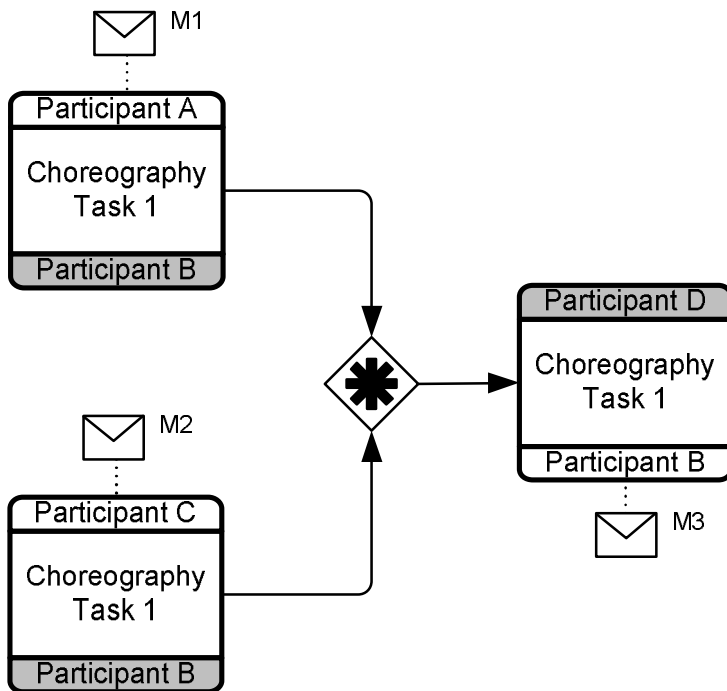 M1
Participant A
Choreography
Task 1
Participant B
Participant D
Choreography
Task 1
Participant B
M3
M2
Participant C
Choreography
Task 1
Participant B